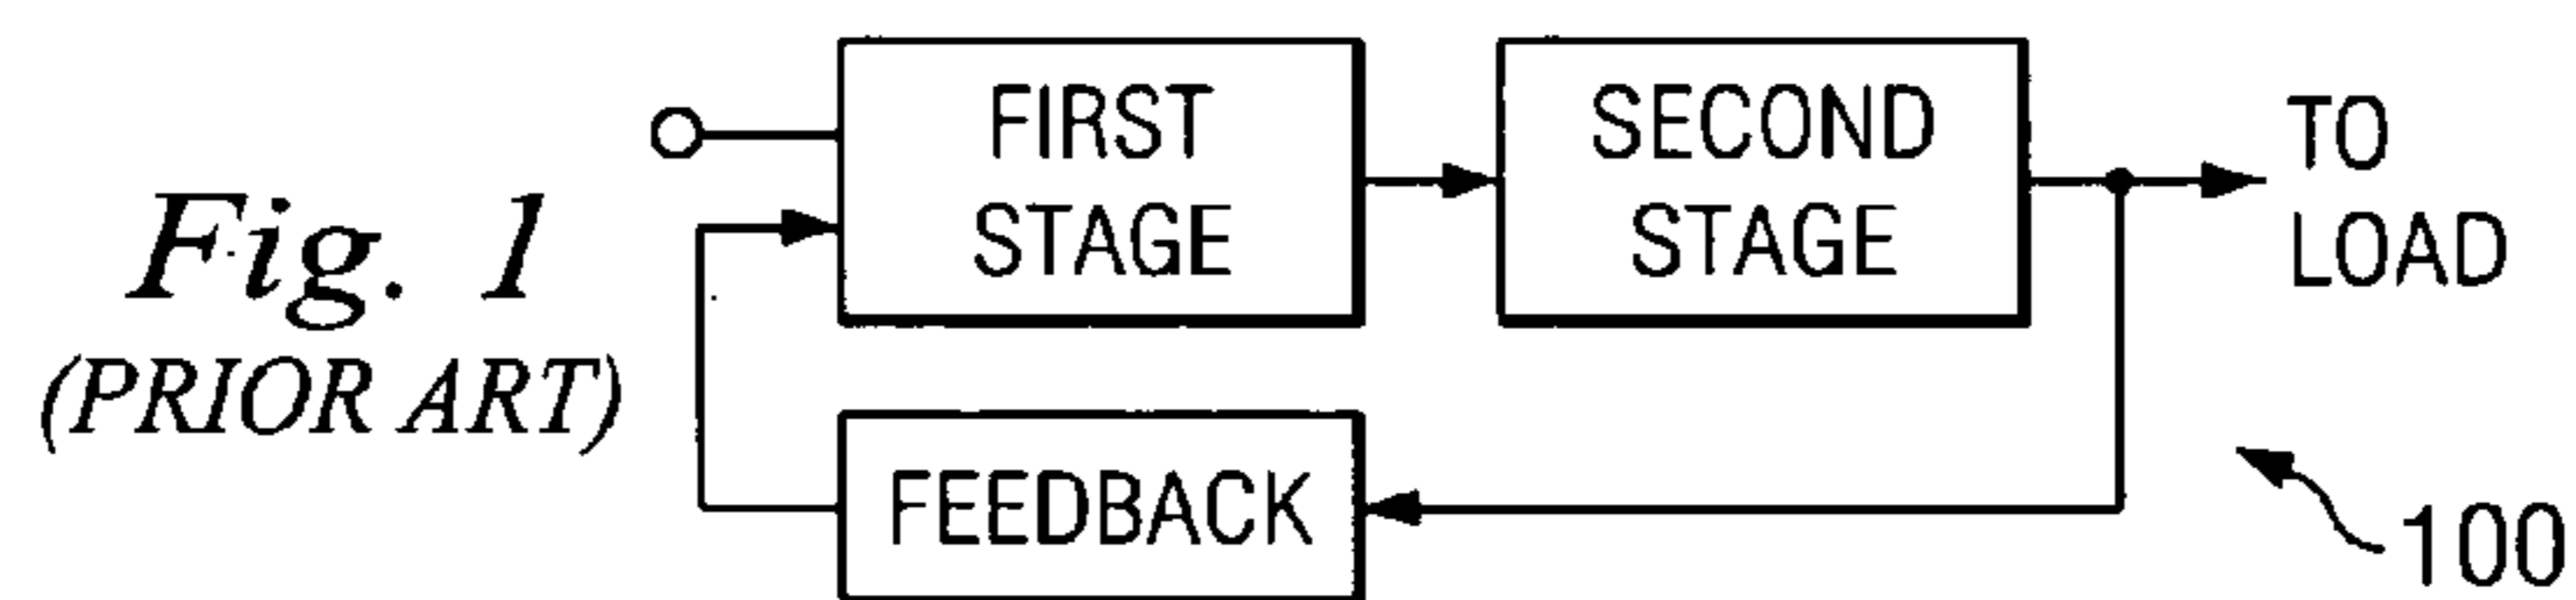 Fig. 1
(PRIOR ART)
FIRST
STAGE
SECOND
STAGE
TO
LOAD
FEEDBACK
100